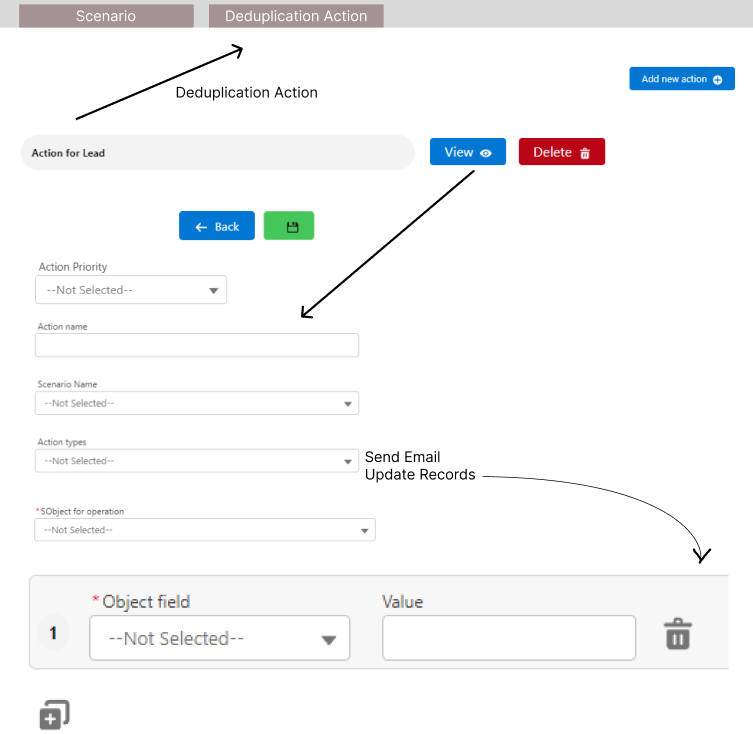 Scenario
Deduplication Action
Deduplication Action
Add new action
Action for Lead
View
Delete
Back
Action Priority
--Not Selected--
Action name
Scenario Name
--Not Selected--
Action types
--Not Selected--
Send Email
Update Records
*SObject for operation
--Not Selected--
1
*Object field
--Not Selected--
Value